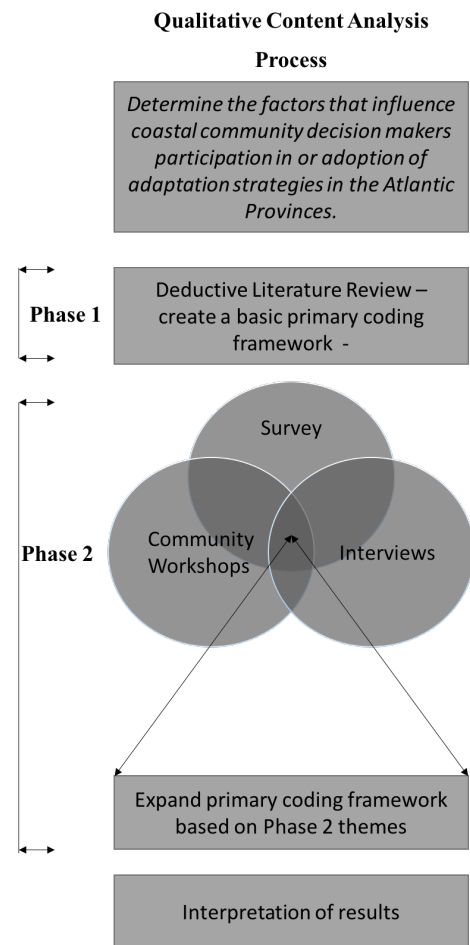 Qualitative Content Analysis
Process
Determine the factors that influence
coastal community decision makers
participation in or adoption of
adaptation strategies in the Atlantic
Provinces.
Deductive Literature Review –
create a basic primary coding
framework -
Phase 1
Survey
Community
Workshops
Interviews
Phase 2
Expand primary coding framework
based on Phase 2 themes
Interpretation of results